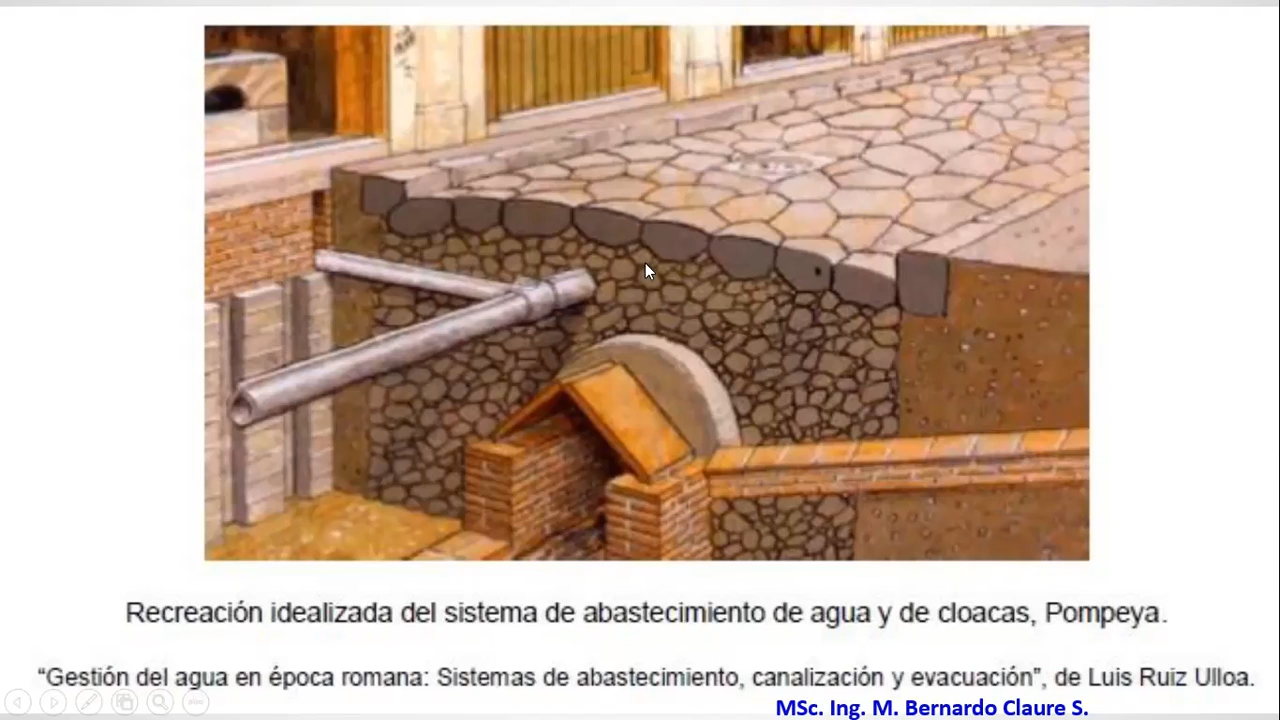 Recreación idealizada del sistema de abastecimiento de agua y de cloacas, Pompeya.
“Gestión del agua en época romana: Sistemas de abastecimiento, canalización y evacuación”, de Luis Ruiz Ulloa.
MSc. Ing. M. Bernardo Claure S.